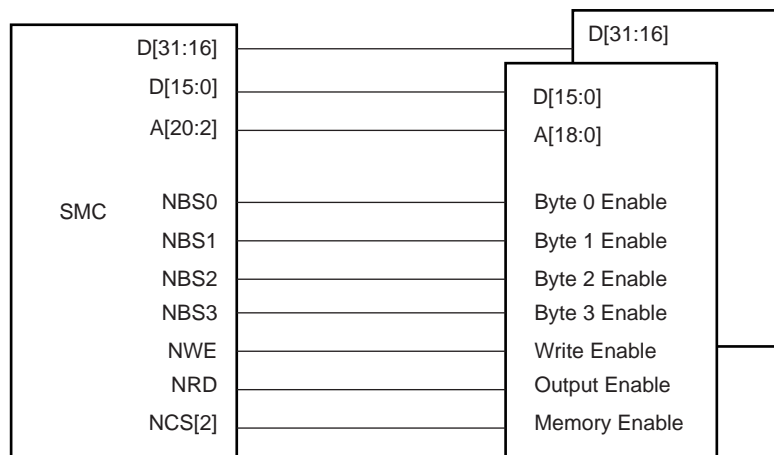 D[31:16] D[31:16]
D[15:0] D[15:0]
A[20:2] A[18:0]
SMC
NBS0 Byte 0 Enable
NBS1 Byte 1 Enable
NBS2 Byte 2 Enable
NBS3 Byte 3 Enable
NWE Write Enable
NRD Output Enable
NCS[2] Memory Enable